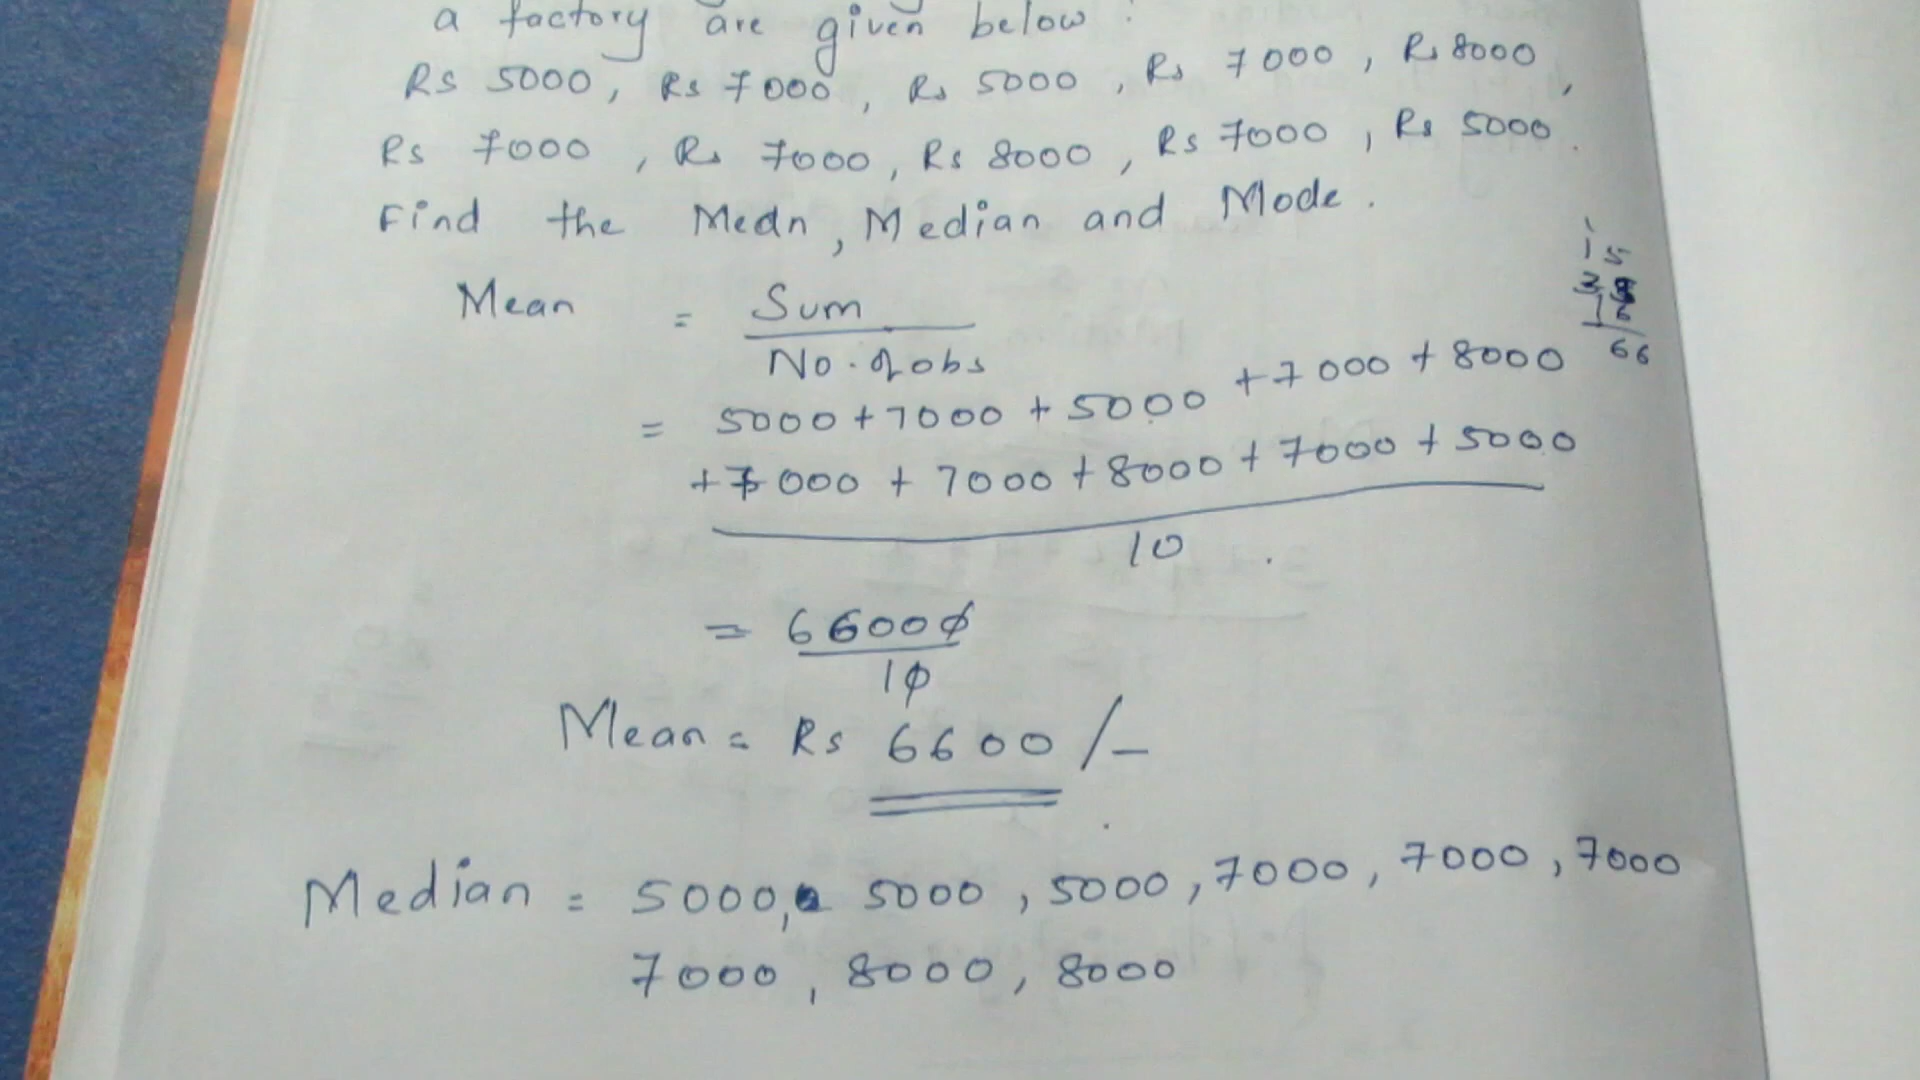 a factory are given below :
Rs 5000, Rs 7000, Rs 5000, Rs 7000, Rs 8000,
Rs 7000, Rs 7000, Rs 8000, Rs 7000, Rs 5000.
Find the Mean, Median and Mode.
Mean = Sum
No. of obs
= 5000 + 7000 + 5000 + 7000 + 8000
+ 7000 + 7000 + 8000 + 7000 + 5000
10
= 66000
10
Mean = Rs 6600/-
Median = 5000, 5000, 5000, 7000, 7000, 7000
7000, 8000, 8000
15
66